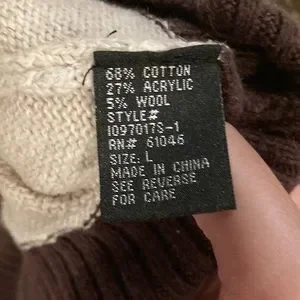 68% COTTON
27% ACRYLIC
5% WOOL
STYLE#
I097017S-1
RN# 61046
SIZE: L
MADE IN CHINA
SEE REVERSE
FOR CARE